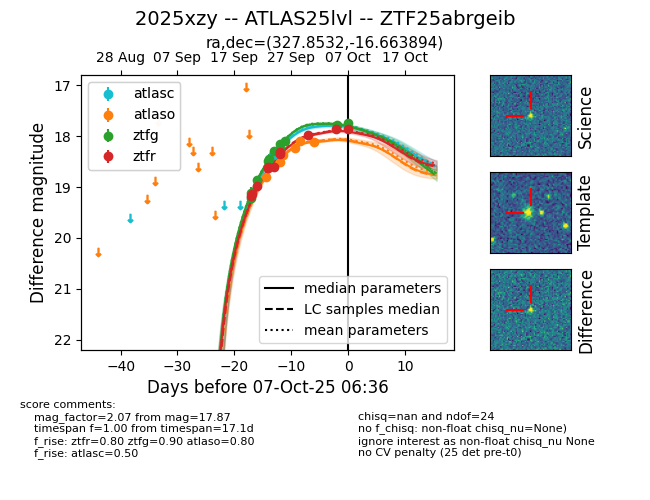 2025xzy -- ATLAS25lvl -- ZTF25abrgeib
ra,dec=(327.8532,-16.663894)
28 Aug 07 Sep 17 Sep 27 Sep 07 Oct 17 Oct
atlasc
atlaso
ztfg
ztfr
17
18
19
20
21
22
Difference magnitude
median parameters
LC samples median
mean parameters
−40 −30 −20 −10 0 10
Days before 07-Oct-25 06:36
Science
Template
Difference
score comments:
mag_factor=2.07 from mag=17.87
timespan f=1.00 from timespan=17.1d
f_rise: ztfr=0.80 ztfg=0.90 atlaso=0.80
f_rise: atlasc=0.50
chisq=nan and ndof=24
no f_chisq: non-float chisq_nu=None)
ignore interest as non-float chisq_nu None
no CV penalty (25 det pre-t0)